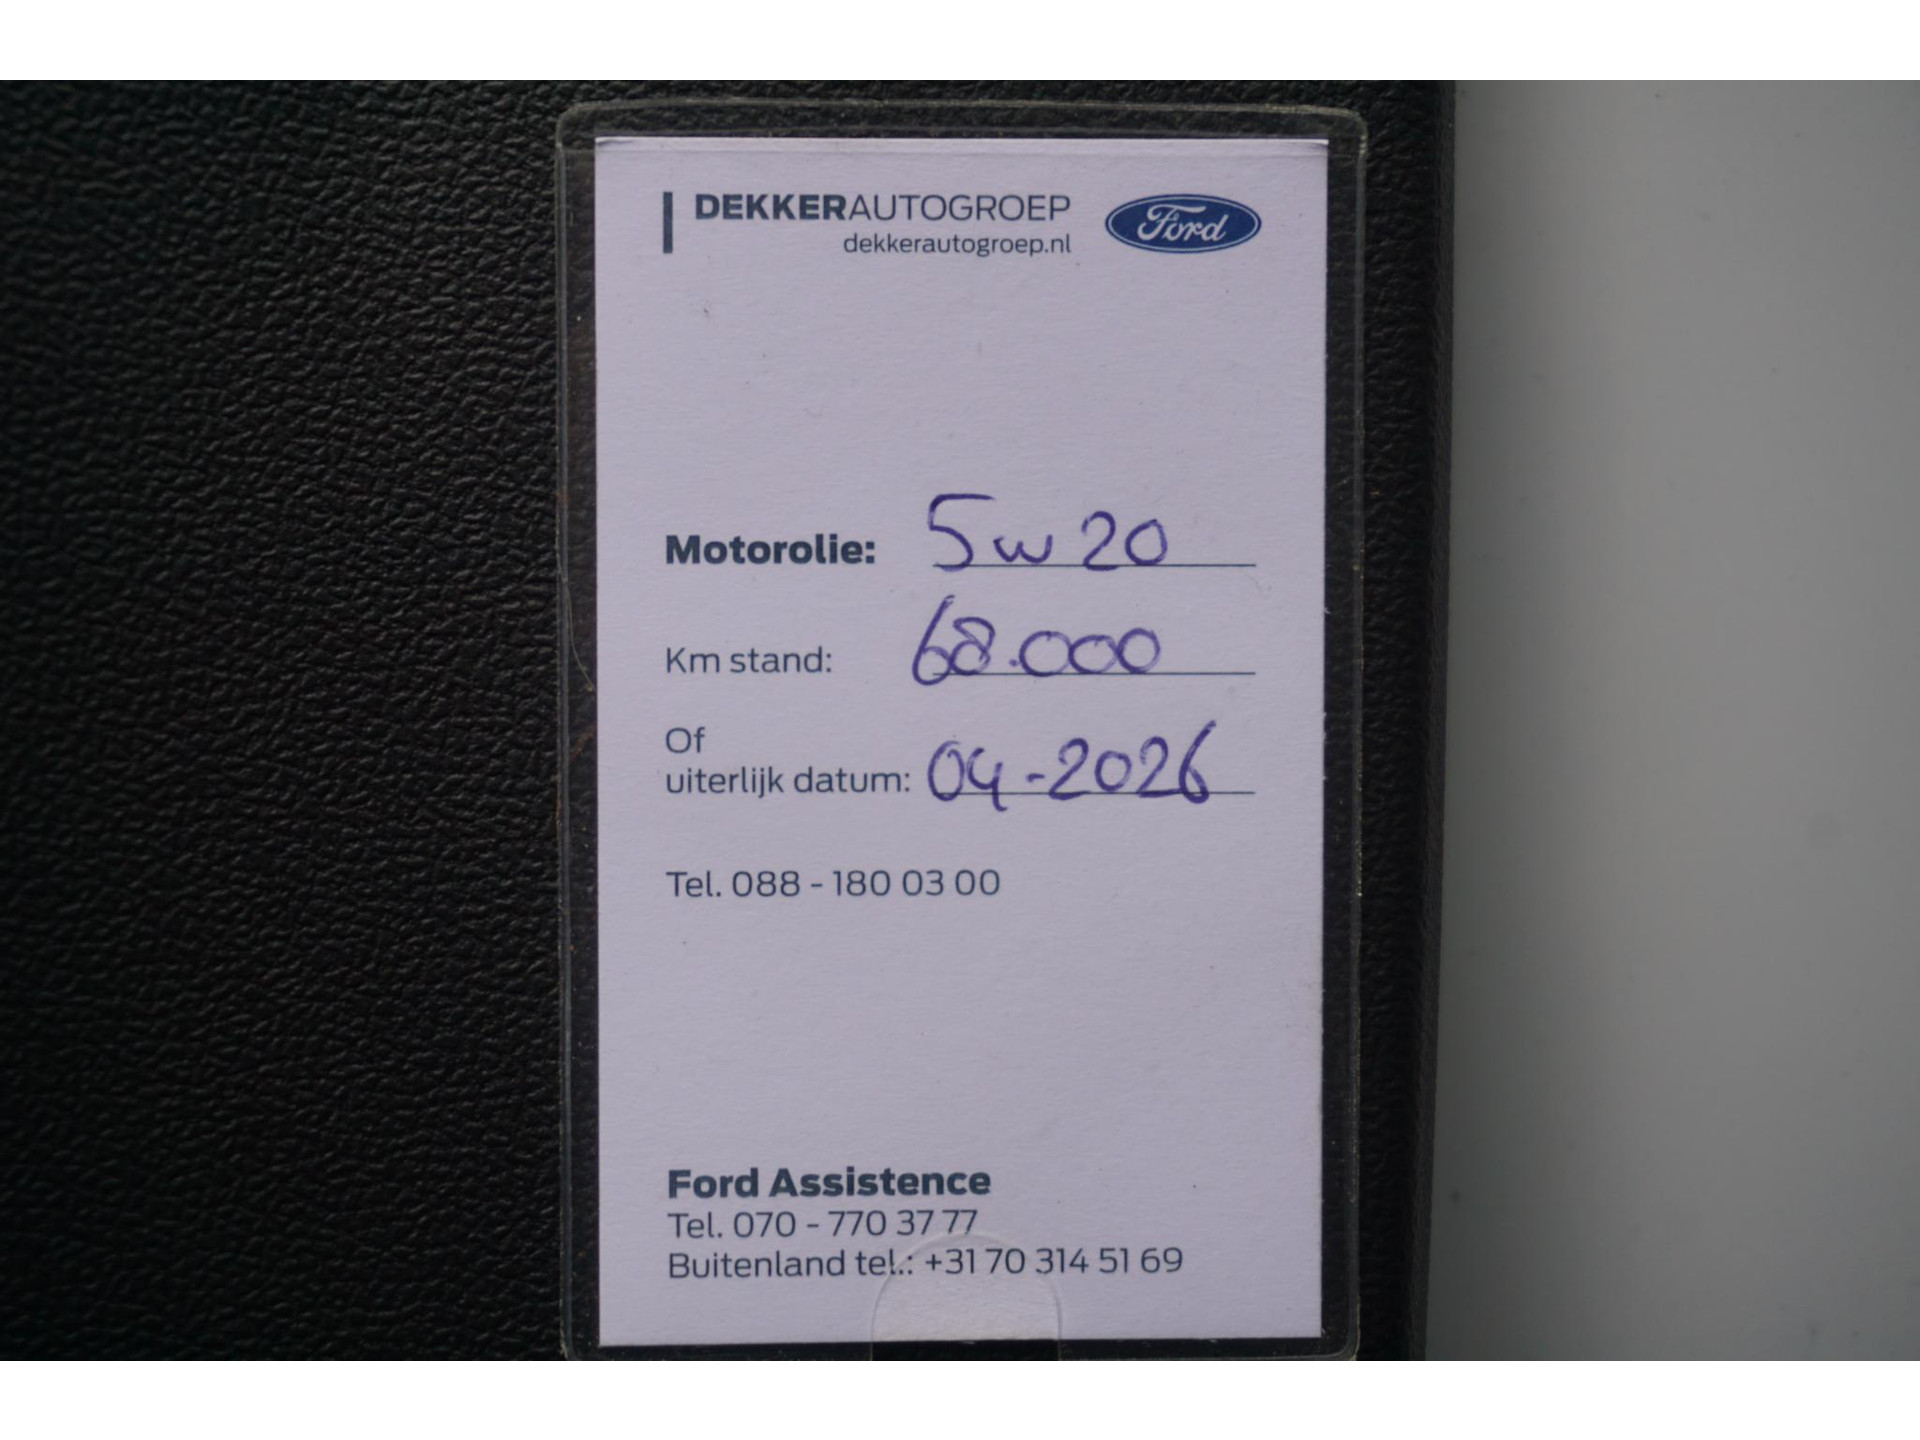 DEKKERAUTOGROEP
dekkerautogroep.nl
Ford
Motorolie: 5w20
Km stand: 68.000
Of
uiterlijk datum: 04-2026
Tel. 088 - 180 03 00
Ford Assistence
Tel. 070 - 770 37 77
Buitenland tel.: +31 70 314 51 69